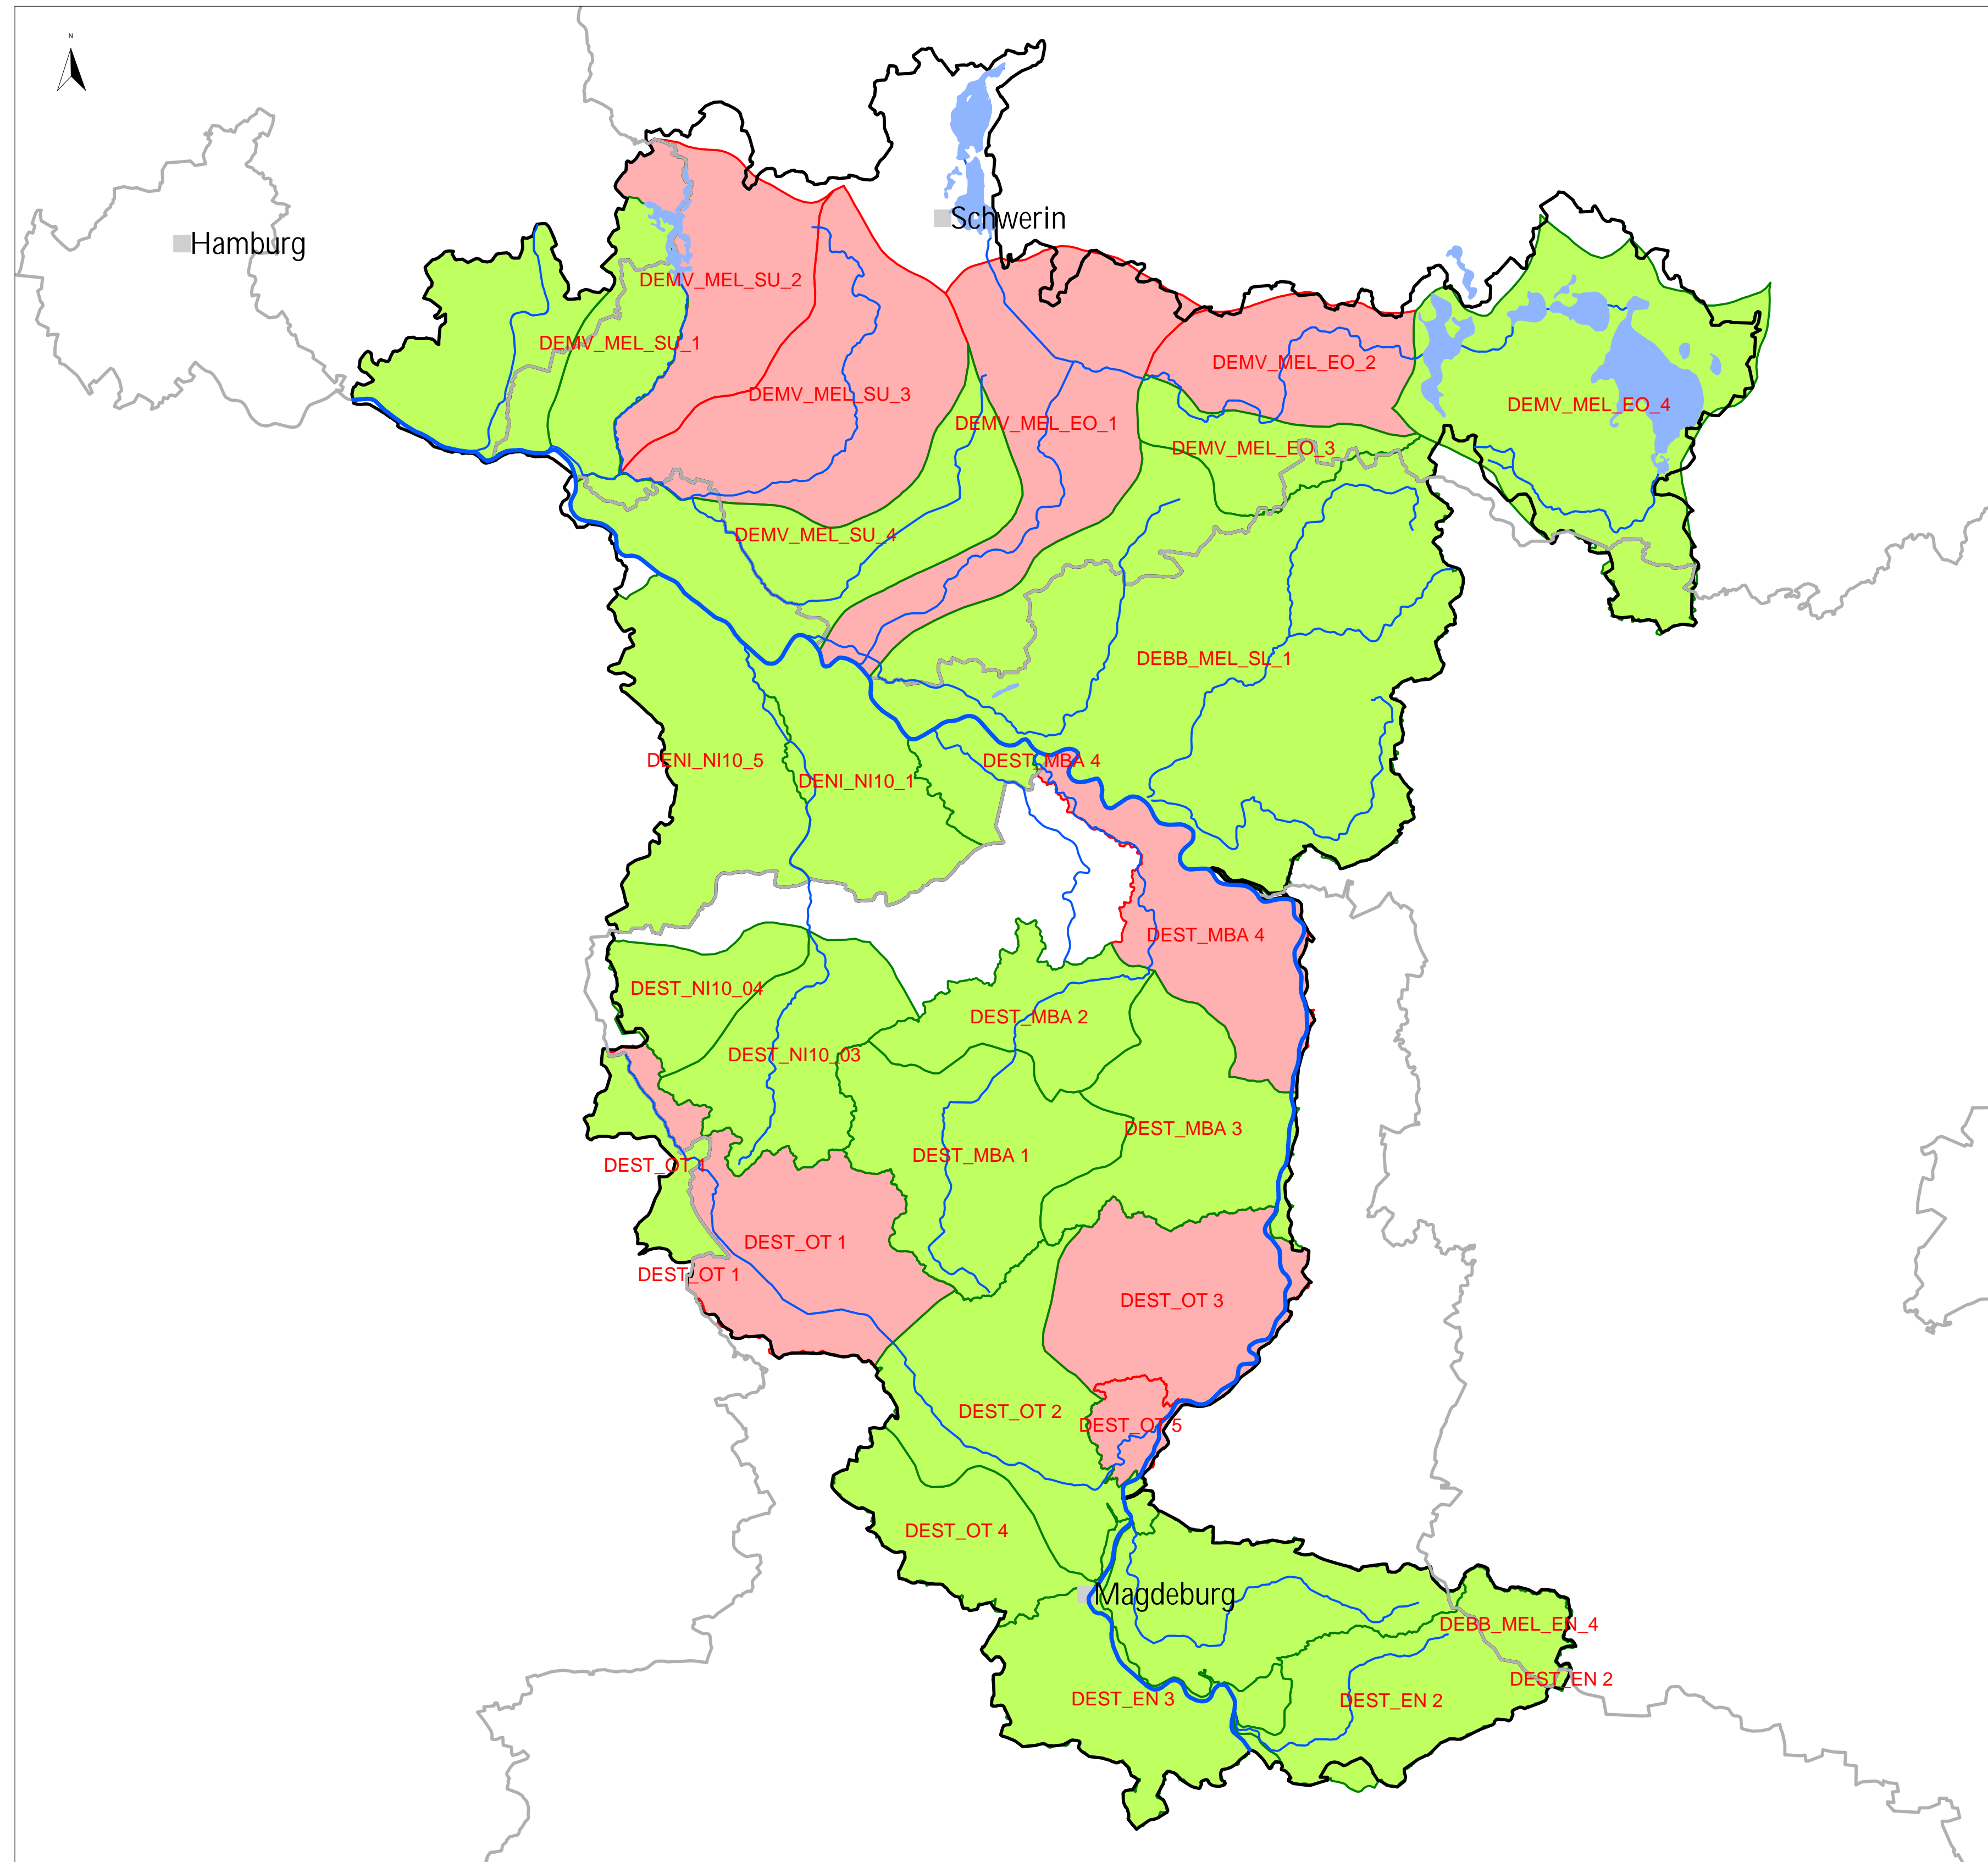 N
Schwerin
Hamburg
DEMV_MEL_SU_2
DEMV_MEL_SU_1
DEMV_MEL_EO_2
DEMV_MEL_SU_3
DEMV_MEL_EO_4
DEMV_MEL_EO_1
DEMV_MEL_EO_3
DEMV_MEL_SU_4
DEBB_MEL_SL_1
DENI_NI10_5
DEST_MBA 4
DENI_NI10_1
DEST_MBA 4
DEST_NI10_04
DEST_MBA 2
DEST_NI10_03
DEST_MBA 3
DEST_MBA 1
DEST_OT 1
DEST_OT 1
DEST_OT 1
DEST_OT 3
DEST_OT 2
DEST_OT 5
DEST_OT 4
Magdeburg
DEBB_MEL_EN_4
DEST_EN 2
DEST_EN 3
DEST_EN 2